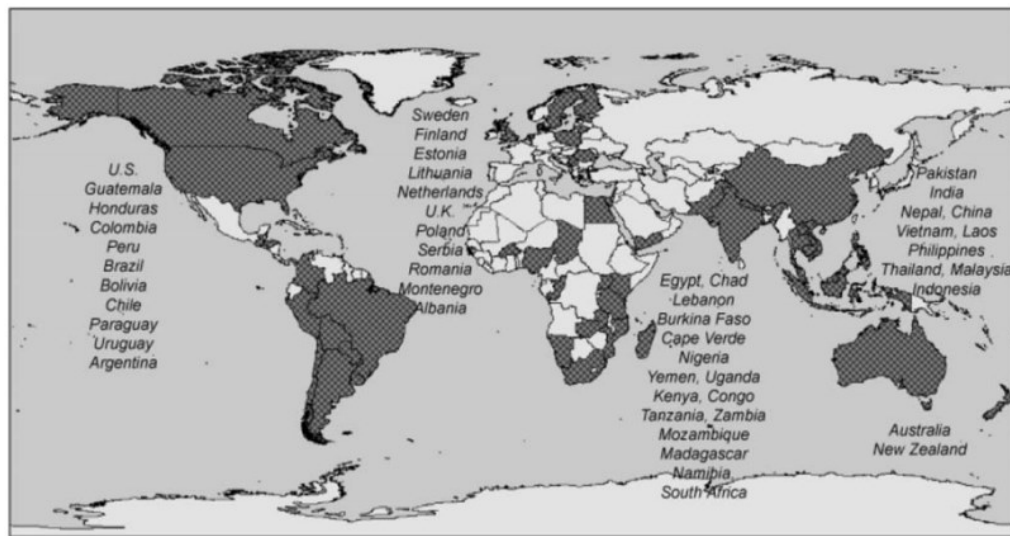 U.S.
Guatemala
Honduras
Colombia
Peru
Brazil
Bolivia
Chile
Paraguay
Uruguay
Argentina
Sweden
Finland
Estonia
Lithuania
Netherlands
U.K.
Poland
Serbia
Romania
Montenegro
Albania
Egypt, Chad
Lebanon
Burkina Faso
Cape Verde
Nigeria
Yemen, Uganda
Kenya, Congo
Tanzania, Zambia
Mozambique
Madagascar
Namibia,
South Africa
Pakistan
India
Nepal, China
Vietnam, Laos
Philippines
Thailand, Malaysia
Indonesia
Australia
New Zealand